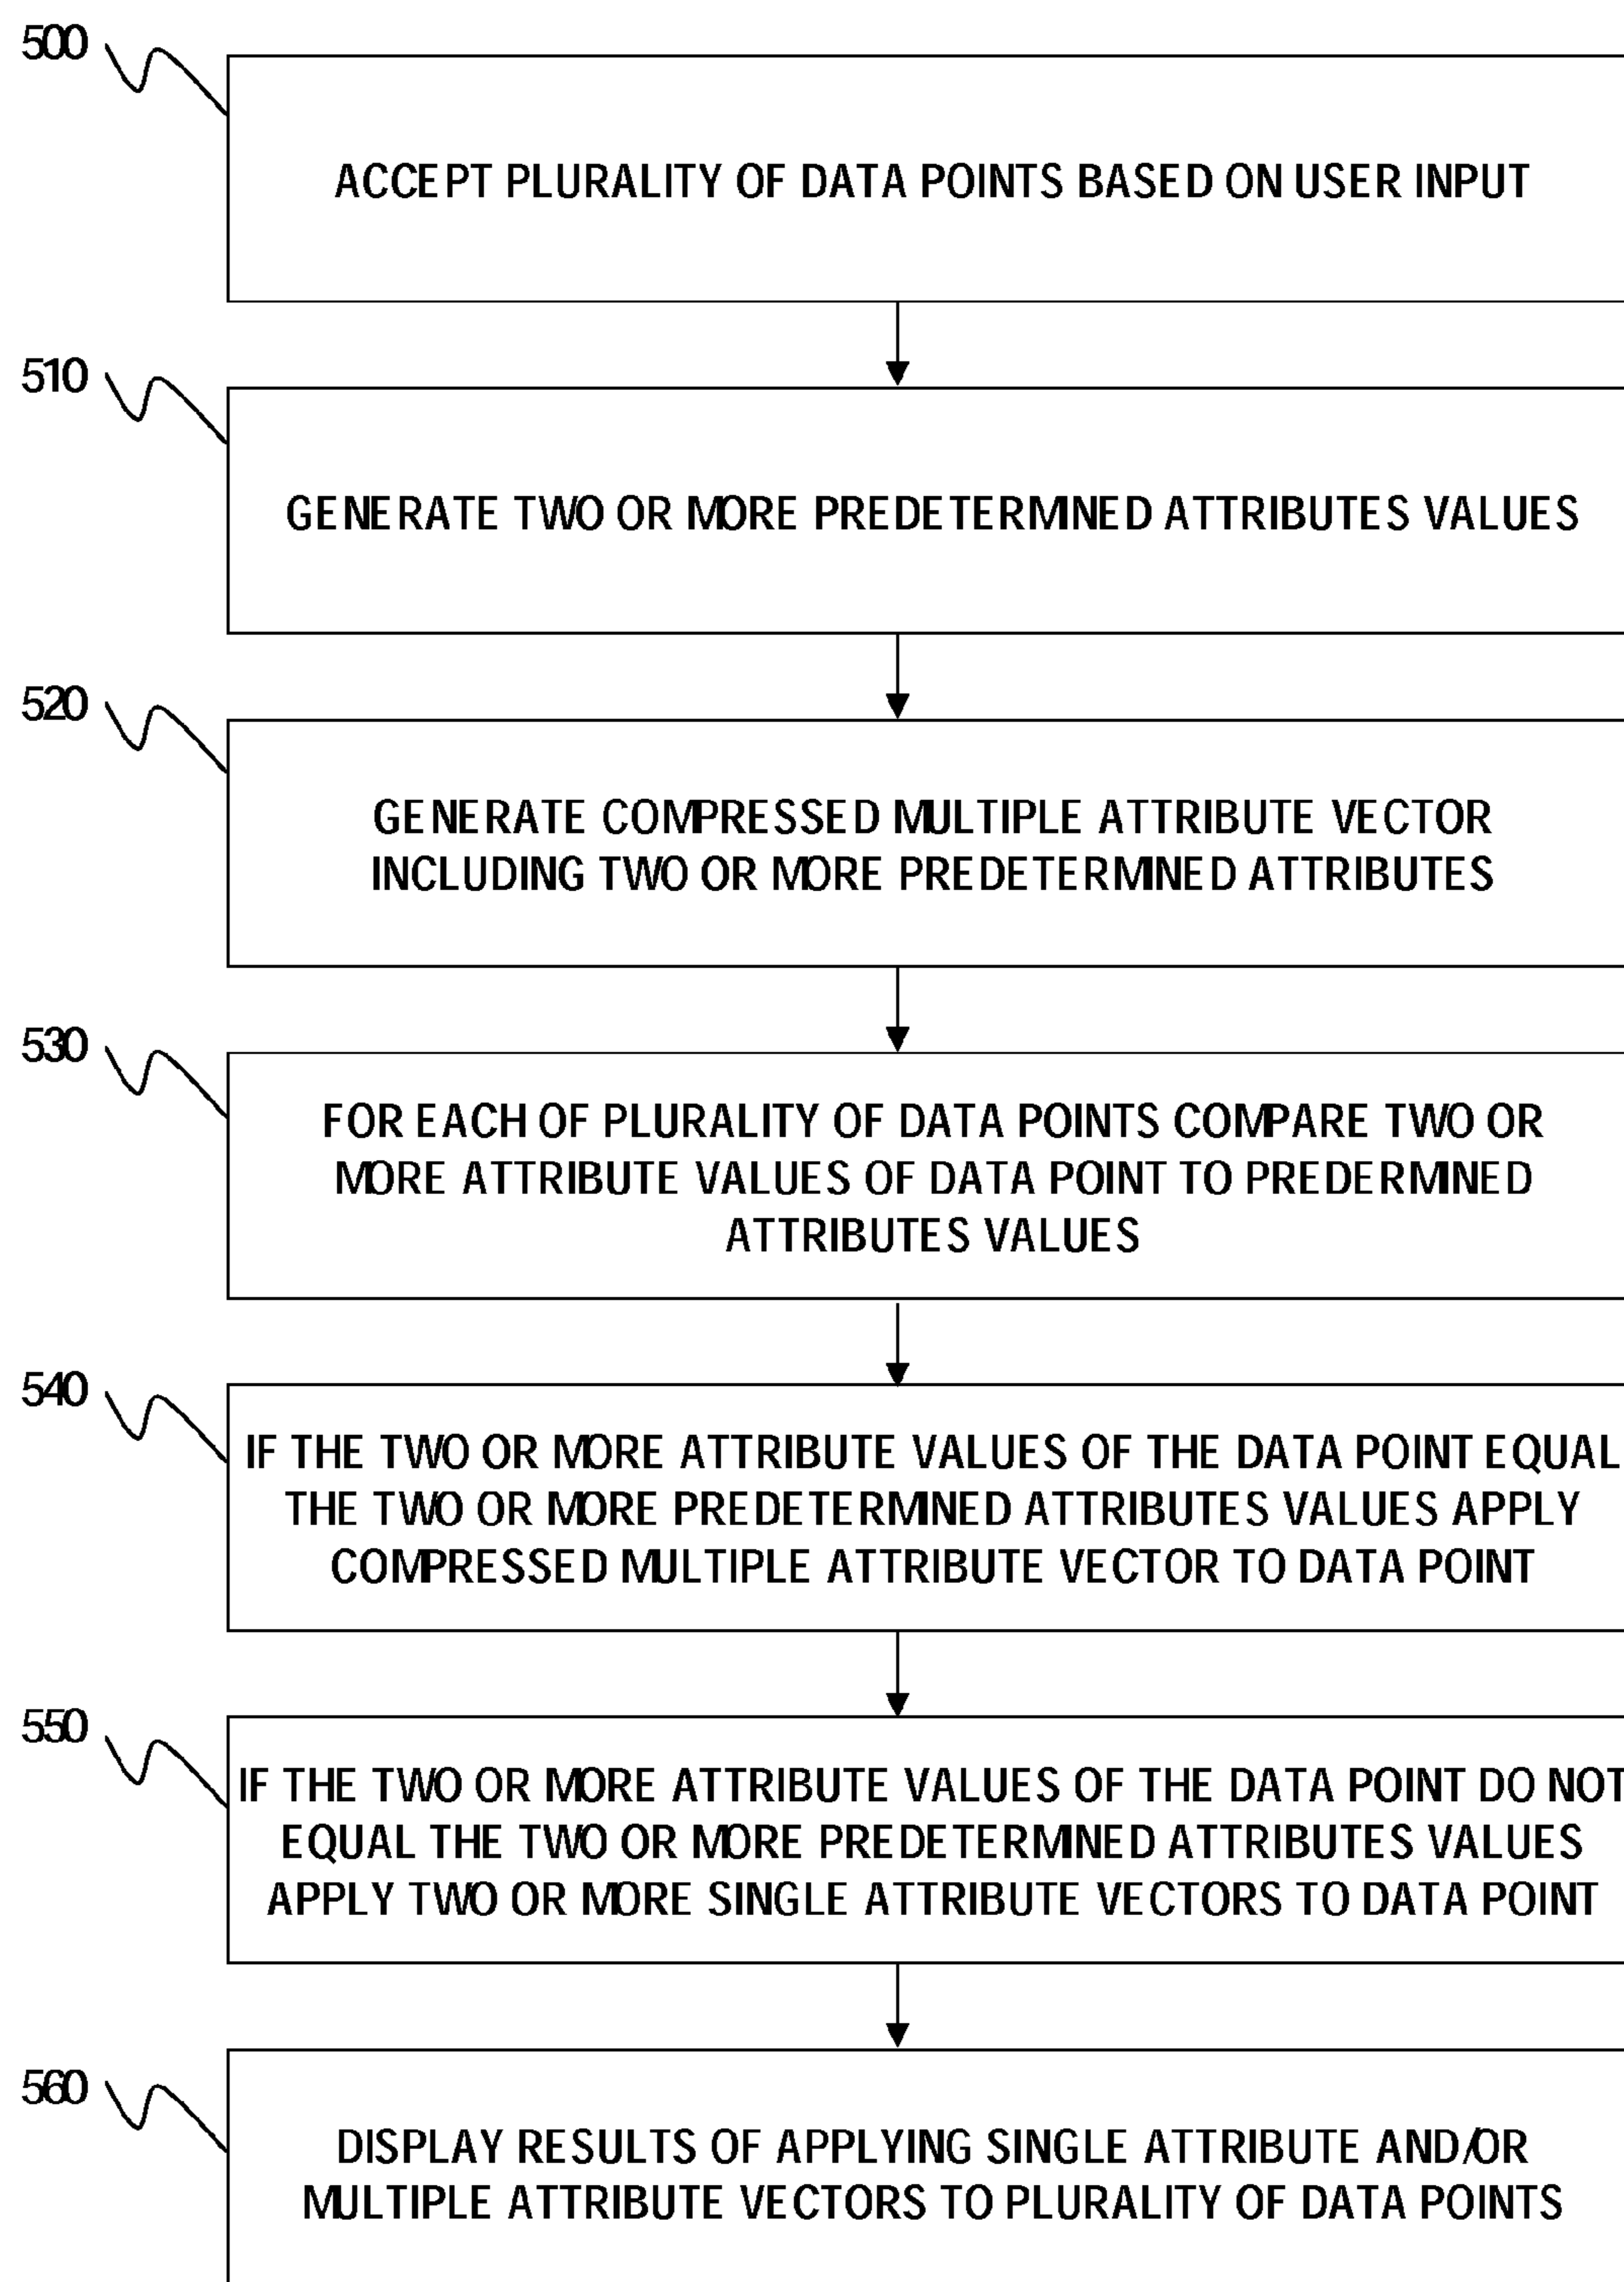 500
ACCEPT PLURALITY OF DATA POINTS BASED ON USER INPUT
510
GENERATE TWO OR MORE PREDETERMINED ATTRIBUTES VALUES
520
GENERATE COMPRESSED MULTIPLE ATTRIBUTE VECTOR
INCLUDING TWO OR MORE PREDETERMINED ATTRIBUTES
530
FOR EACH OF PLURALITY OF DATA POINTS COMPARE TWO OR
MORE ATTRIBUTE VALUES OF DATA POINT TO PREDERMINED
ATTRIBUTES VALUES
540
IF THE TWO OR MORE ATTRIBUTE VALUES OF THE DATA POINT EQUAL
THE TWO OR MORE PREDETERMINED ATTRIBUTES VALUES APPLY
COMPRESSED MULTIPLE ATTRIBUTE VECTOR TO DATA POINT
550
IF THE TWO OR MORE ATTRIBUTE VALUES OF THE DATA POINT DO NOT
EQUAL THE TWO OR MORE PREDETERMINED ATTRIBUTES VALUES
APPLY TWO OR MORE SINGLE ATTRIBUTE VECTORS TO DATA POINT
560
DISPLAY RESULTS OF APPLYING SINGLE ATTRIBUTE AND/OR
MULTIPLE ATTRIBUTE VECTORS TO PLURALITY OF DATA POINTS